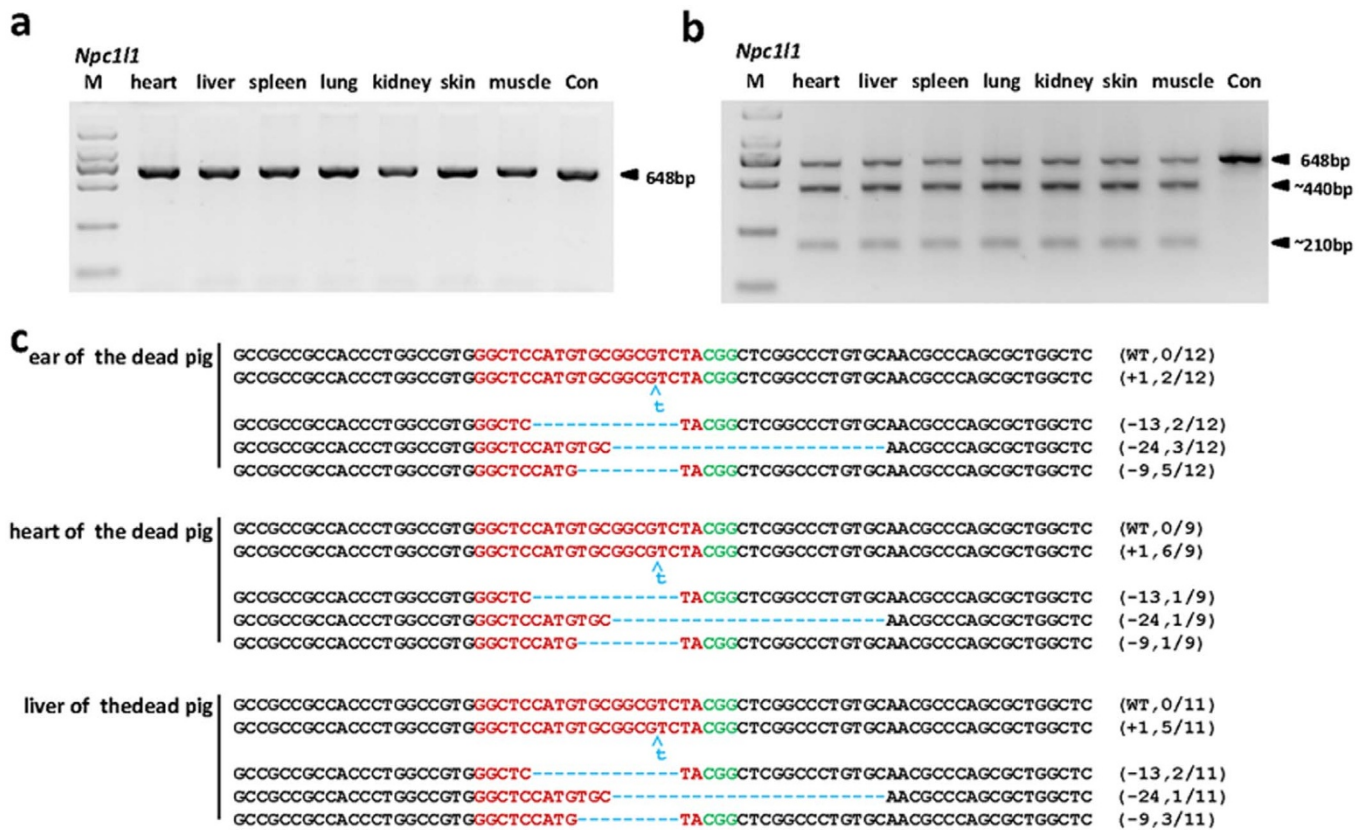 a
Npc1l1
M heart liver spleen lung kidney skin muscle Con
648bp
b
Npc1l1
M heart liver spleen lung kidney skin muscle Con
648bp
~440bp
~210bp
c
ear of the dead pig
GCCGCCGCCACCCTGGCCGTGGGCTCCATGTGCGGCGTCTACGGCTCGGCCCTGTGCAACGCCCAGCGCTGGCTC (WT,0/12)
GCCGCCGCCACCCTGGCCGTGGGCTCCATGTGCGGCGTCTACGGCTCGGCCCTGTGCAACGCCCAGCGCTGGCTC (+1,2/12)
^
t
GCCGCCGCCACCCTGGCCGTGGGCTC-------------TACGGCTCGGCCCTGTGCAACGCCCAGCGCTGGCTC (-13,2/12)
GCCGCCGCCACCCTGGCCGTGGGCTCCATGTGC------------------------AACGCCCAGCGCTGGCTC (-24,3/12)
GCCGCCGCCACCCTGGCCGTGGGCTCCATG---------TACGGCTCGGCCCTGTGCAACGCCCAGCGCTGGCTC (-9,5/12)
heart of the dead pig
GCCGCCGCCACCCTGGCCGTGGGCTCCATGTGCGGCGTCTACGGCTCGGCCCTGTGCAACGCCCAGCGCTGGCTC (WT,0/9)
GCCGCCGCCACCCTGGCCGTGGGCTCCATGTGCGGCGTCTACGGCTCGGCCCTGTGCAACGCCCAGCGCTGGCTC (+1,6/9)
^
t
GCCGCCGCCACCCTGGCCGTGGGCTC-------------TACGGCTCGGCCCTGTGCAACGCCCAGCGCTGGCTC (-13,1/9)
GCCGCCGCCACCCTGGCCGTGGGCTCCATGTGC------------------------AACGCCCAGCGCTGGCTC (-24,1/9)
GCCGCCGCCACCCTGGCCGTGGGCTCCATG---------TACGGCTCGGCCCTGTGCAACGCCCAGCGCTGGCTC (-9,1/9)
liver of thedead pig
GCCGCCGCCACCCTGGCCGTGGGCTCCATGTGCGGCGTCTACGGCTCGGCCCTGTGCAACGCCCAGCGCTGGCTC (WT,0/11)
GCCGCCGCCACCCTGGCCGTGGGCTCCATGTGCGGCGTCTACGGCTCGGCCCTGTGCAACGCCCAGCGCTGGCTC (+1,5/11)
^
t
GCCGCCGCCACCCTGGCCGTGGGCTC-------------TACGGCTCGGCCCTGTGCAACGCCCAGCGCTGGCTC (-13,2/11)
GCCGCCGCCACCCTGGCCGTGGGCTCCATGTGC------------------------AACGCCCAGCGCTGGCTC (-24,1/11)
GCCGCCGCCACCCTGGCCGTGGGCTCCATG---------TACGGCTCGGCCCTGTGCAACGCCCAGCGCTGGCTC (-9,3/11)